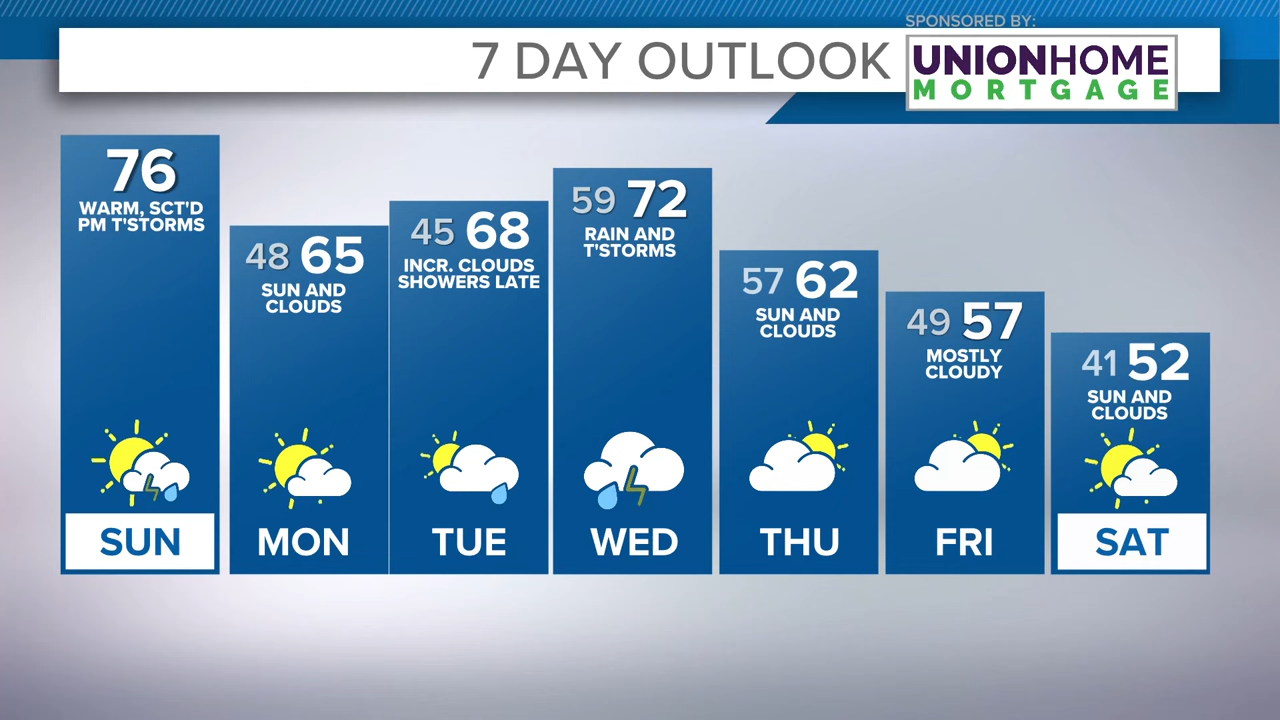 SPONSORED BY:
7 DAY OUTLOOK
UNIONHOME
MORTGAGE
76
WARM, SCT'D
PM T'STORMS
SUN
48 65
SUN AND
CLOUDS
MON
45 68
INCR. CLOUDS
SHOWERS LATE
TUE
59 72
RAIN AND
T'STORMS
WED
57 62
SUN AND
CLOUDS
THU
49 57
MOSTLY
CLOUDY
FRI
41 52
SUN AND
CLOUDS
SAT